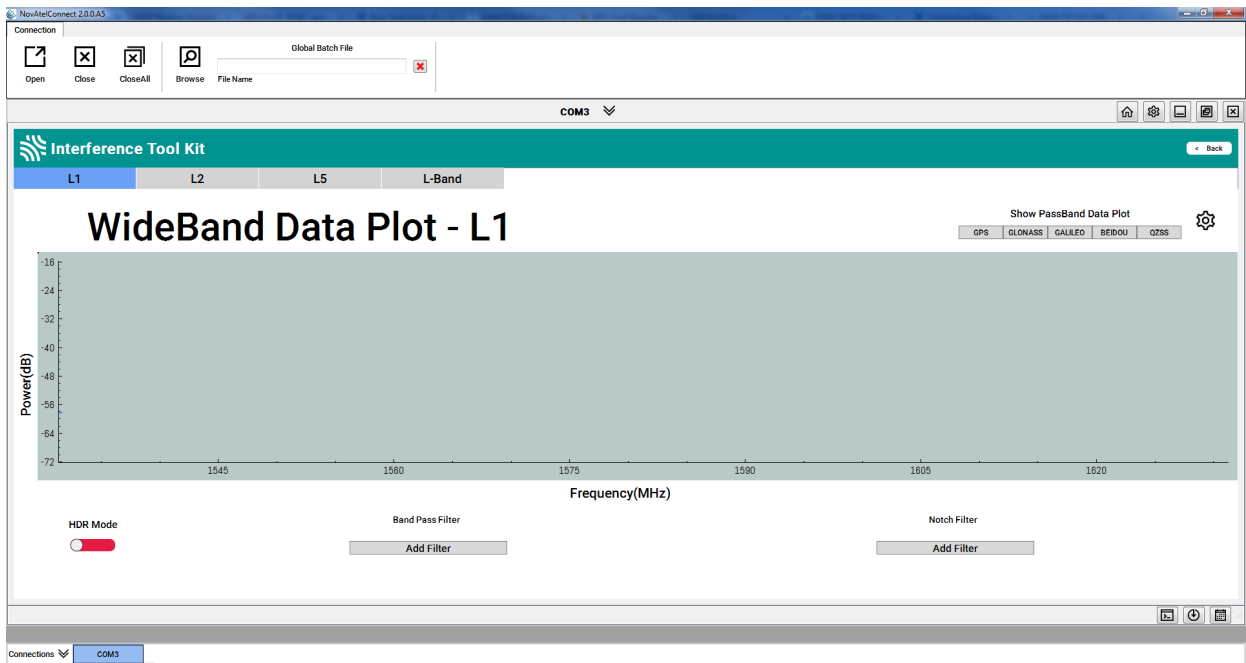 NovAtelConnect 2.0.0.A5
Connection
Global Batch File
Open Close CloseAll Browse File Name
COM3
Interference Tool Kit
< Back
L1 L2 L5 L-Band
WideBand Data Plot - L1
Show PassBand Data Plot
GPS GLONASS GALILEO BEIDOU QZSS
-16
-24
-32
-40
-48
-56
-64
-72
Power(dB)
1545 1560 1575 1590 1605 1620
Frequency(MHz)
HDR Mode
Band Pass Filter
Notch Filter
Add Filter
Add Filter
Connections COM3